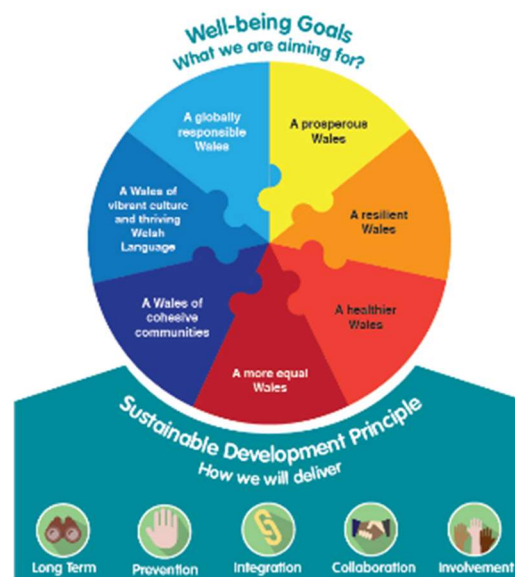 Well-being Goals
What we are aiming for?
A globally
responsible
Wales
A prosperous
Wales
A Wales of
vibrant culture
and thriving
Welsh
Language
A resilient
Wales
A Wales of
cohesive
communities
A healthier
Wales
A more equal
Wales
Sustainable Development Principle
How we will deliver
Long Term
Prevention
Integration
Collaboration
Involvement